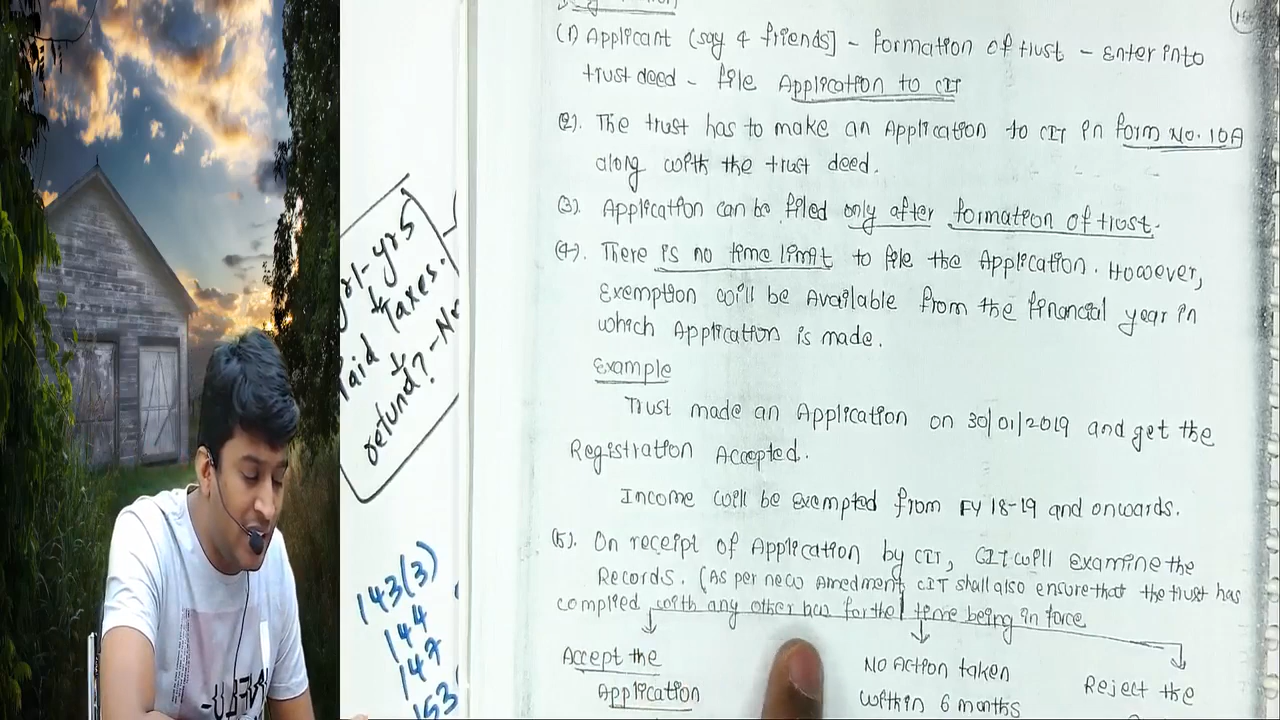 (1) Applicant (say 4 friends] - formation of trust - Enter into
trust deed - file Application to CIT
(2). The trust has to make an Application to CIT in form No. 10A
along with the trust deed.
(3). Application can be filed only after formation of trust.
(4). There is no time limit to file the Application. However,
Exemption will be Available from the financial year in
which Application is made.
Example
Trust made an Application on 30/01/2019 and get the
Registration Accepted.
Income will be exempted from FY 18-19 and onwards.
(5). On receipt of Application by CIT, CIT will examine the
Records. (As per new Amedment, CIT shall also ensure that the trust has
complied with any other law for the time being in force
Accept the
Application
No Action taken
within 6 months
Reject the
yrs
Paid Taxes.
refund? - No
143(3)
144
147
153